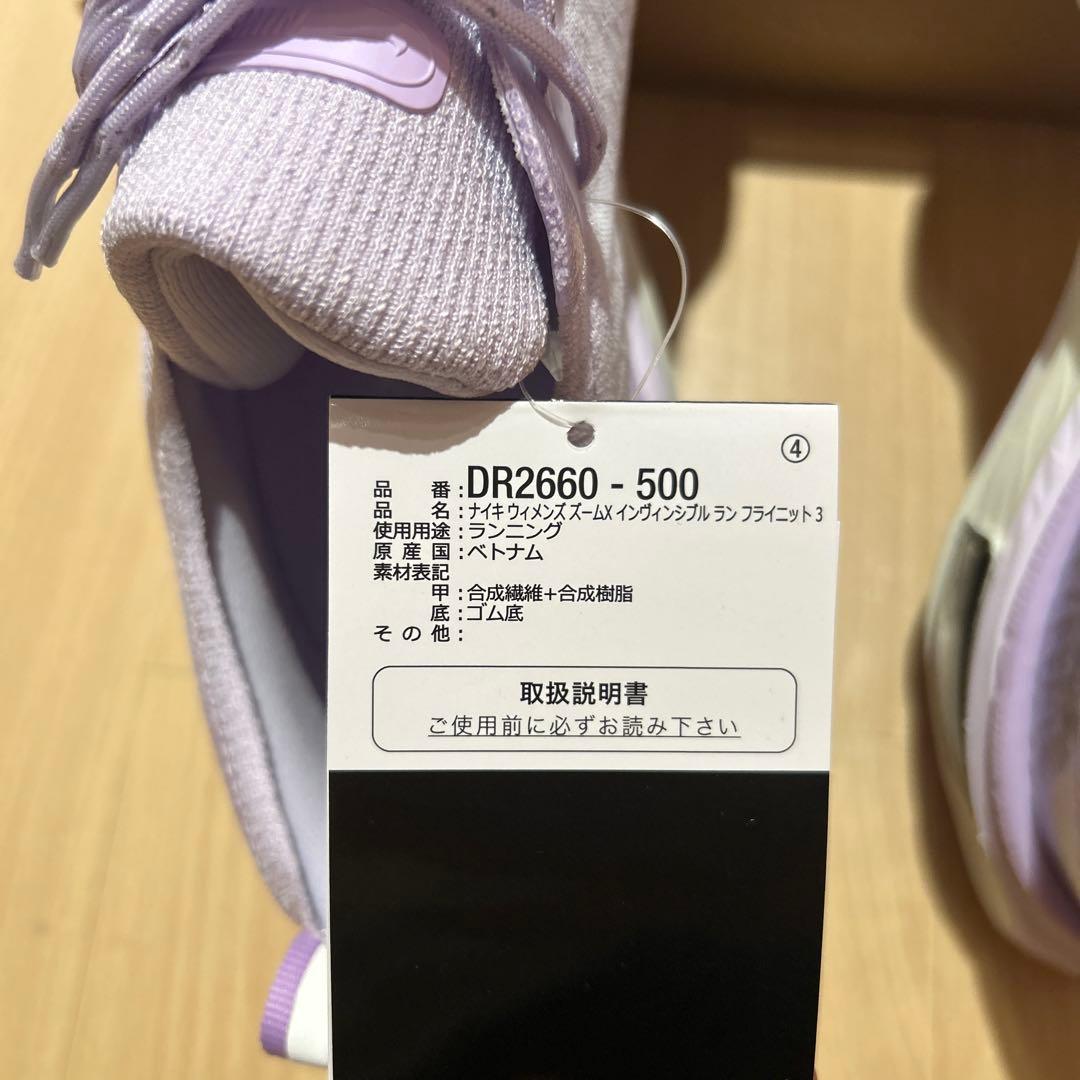 ④
品 番:DR2660 - 500
品 名:ナイキ ウィメンズ ズームX インヴィンシブル ラン フライニット 3
使用用途:ランニング
原 産 国:ベトナム
素材表記
甲:合成繊維+合成樹脂
底:ゴム底
そ の 他:
取扱説明書
ご使用前に必ずお読み下さい